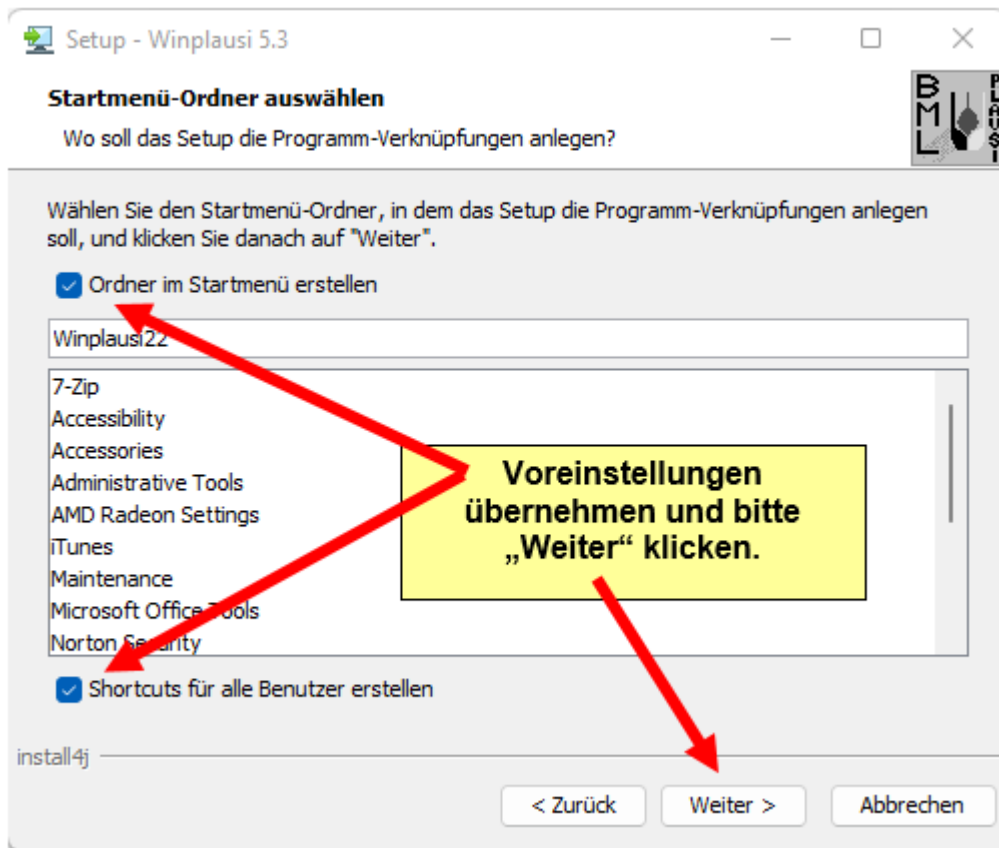 Setup - Winplausi 5.3
Startmenü-Ordner auswählen
Wo soll das Setup die Programm-Verknüpfungen anlegen?
BML
PLAUSI
Wählen Sie den Startmenü-Ordner, in dem das Setup die Programm-Verknüpfungen anlegen
soll, und klicken Sie danach auf "Weiter".
Ordner im Startmenü erstellen
Winplausi22
7-Zip
Accessibility
Accessories
Administrative Tools
AMD Radeon Settings
iTunes
Maintenance
Microsoft Office Tools
Norton Security
Voreinstellungen
übernehmen und bitte
„Weiter“ klicken.
Shortcuts für alle Benutzer erstellen
install4j
< Zurück
Weiter >
Abbrechen